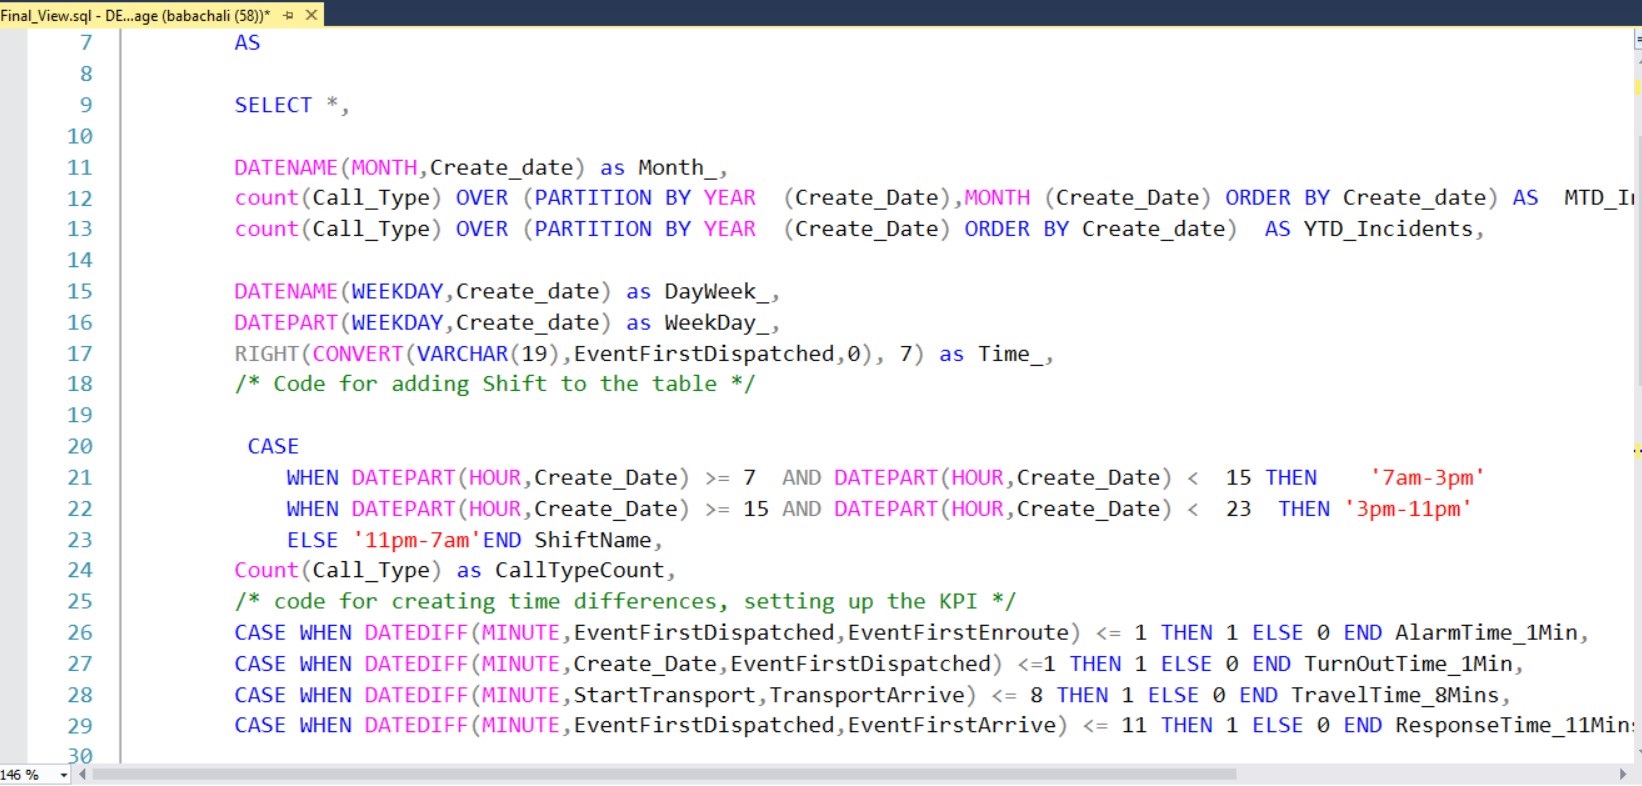 Final_View.sql - DE...age (babachali (58))*
7 AS
8
9 SELECT *,
10
11 DATENAME(MONTH,Create_date) as Month_,
12 count(Call_Type) OVER (PARTITION BY YEAR  (Create_Date),MONTH (Create_Date) ORDER BY Create_date) AS  MTD_I
13 count(Call_Type) OVER (PARTITION BY YEAR  (Create_Date) ORDER BY Create_date)  AS YTD_Incidents,
14
15 DATENAME(WEEKDAY,Create_date) as DayWeek_,
16 DATEPART(WEEKDAY,Create_date) as WeekDay_,
17 RIGHT(CONVERT(VARCHAR(19),EventFirstDispatched,0), 7) as Time_,
18 /* Code for adding Shift to the table */
19
20 CASE
21 WHEN DATEPART(HOUR,Create_Date) >= 7  AND DATEPART(HOUR,Create_Date) <  15 THEN    '7am-3pm'
22 WHEN DATEPART(HOUR,Create_Date) >= 15 AND DATEPART(HOUR,Create_Date) <  23  THEN '3pm-11pm'
23 ELSE '11pm-7am'END ShiftName,
24 Count(Call_Type) as CallTypeCount,
25 /* code for creating time differences, setting up the KPI */
26 CASE WHEN DATEDIFF(MINUTE,EventFirstDispatched,EventFirstEnroute) <= 1 THEN 1 ELSE 0 END AlarmTime_1Min,
27 CASE WHEN DATEDIFF(MINUTE,Create_Date,EventFirstDispatched) <=1 THEN 1 ELSE 0 END TurnOutTime_1Min,
28 CASE WHEN DATEDIFF(MINUTE,StartTransport,TransportArrive) <= 8 THEN 1 ELSE 0 END TravelTime_8Mins,
29 CASE WHEN DATEDIFF(MINUTE,EventFirstDispatched,EventFirstArrive) <= 11 THEN 1 ELSE 0 END ResponseTime_11Min
30
146 %